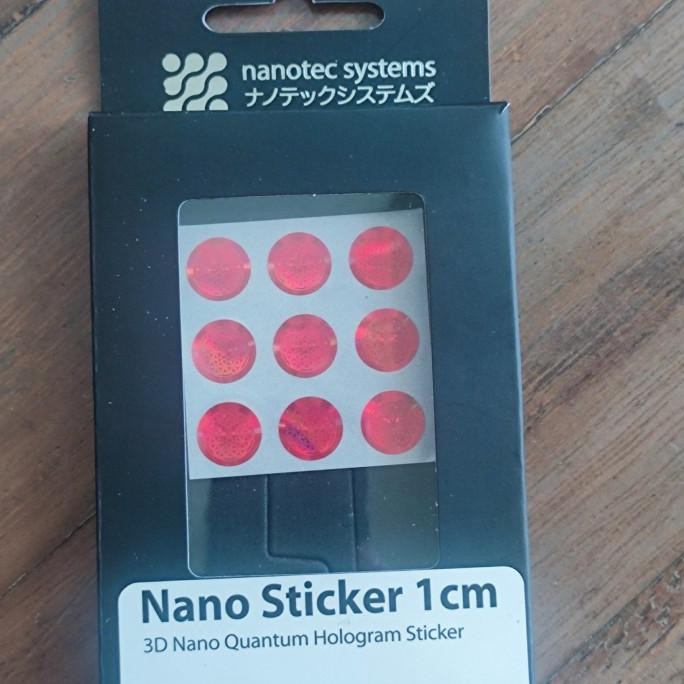 nanotec systems
ナノテックシステムズ
Nano Sticker 1cm
3D Nano Quantum Hologram Sticker